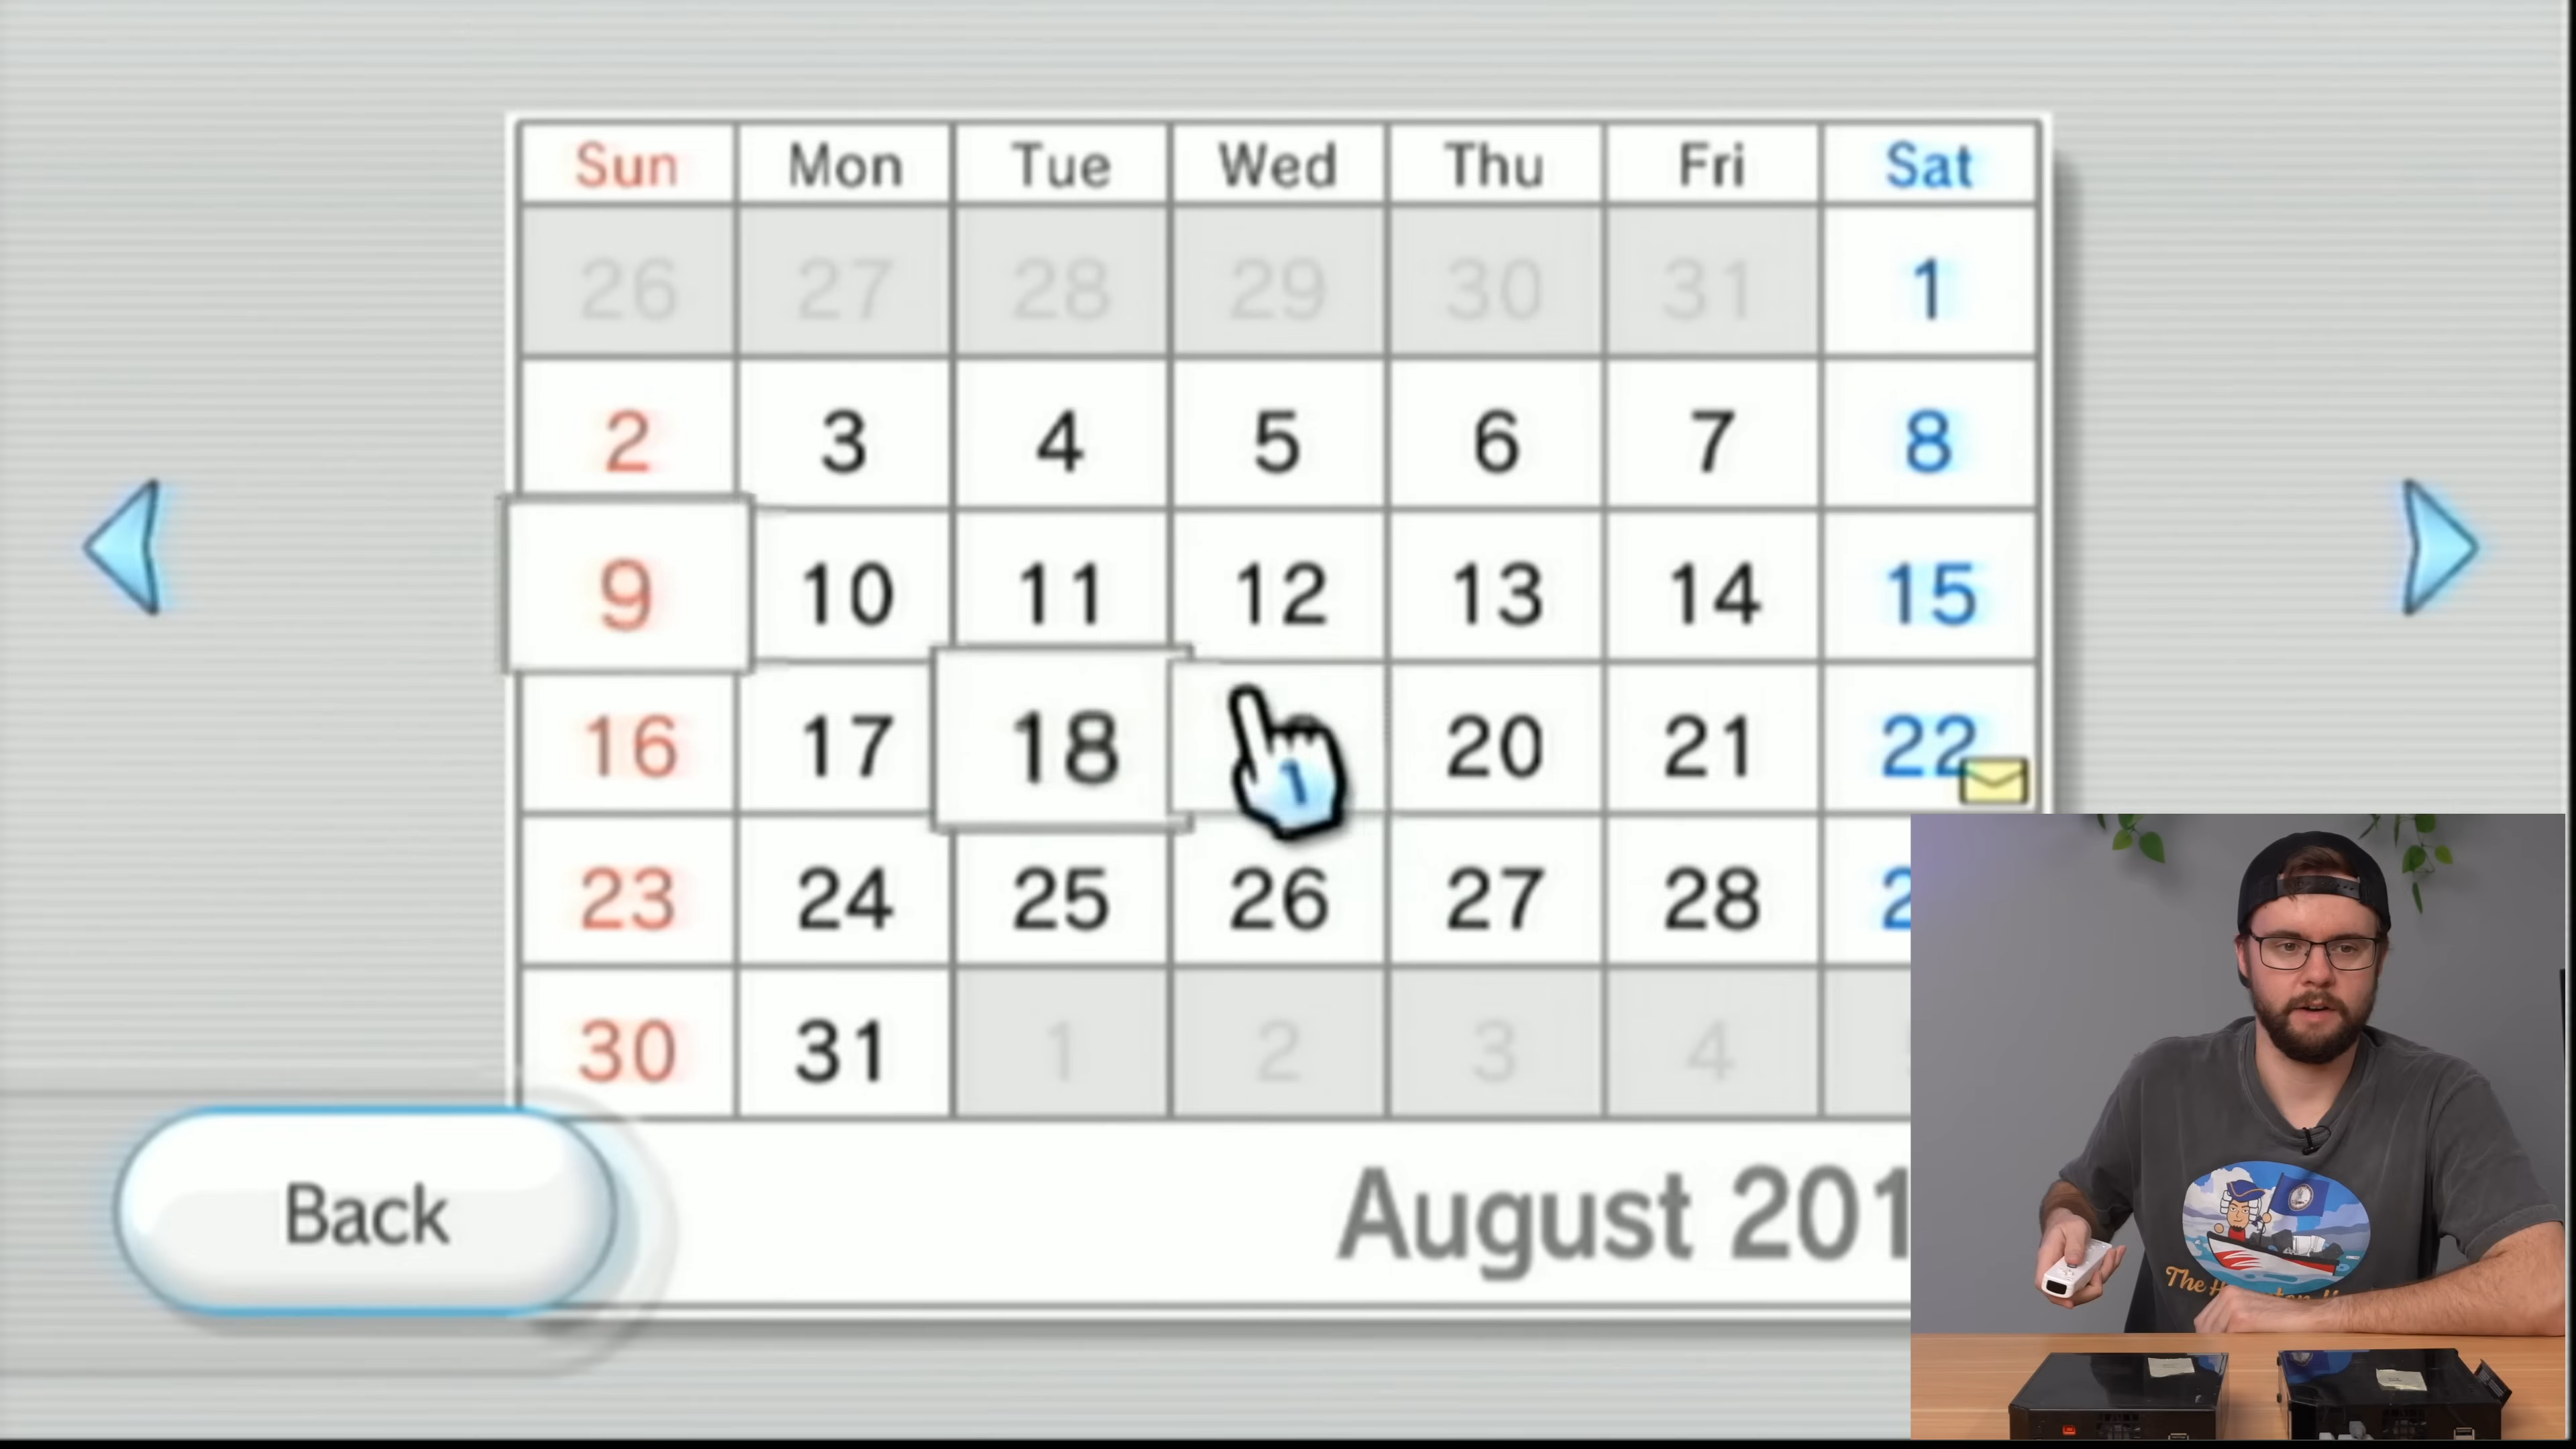 Sun Mon Tue Wed Thu Fri Sat
26 27 28 29 30 31 1
2 3 4 5 6 7 8
9 10 11 12 13 14 15
16 17 18 20 21 22
1
23 24 25 26 27 28
30 31 1 2 3 4
Back
August 201
The